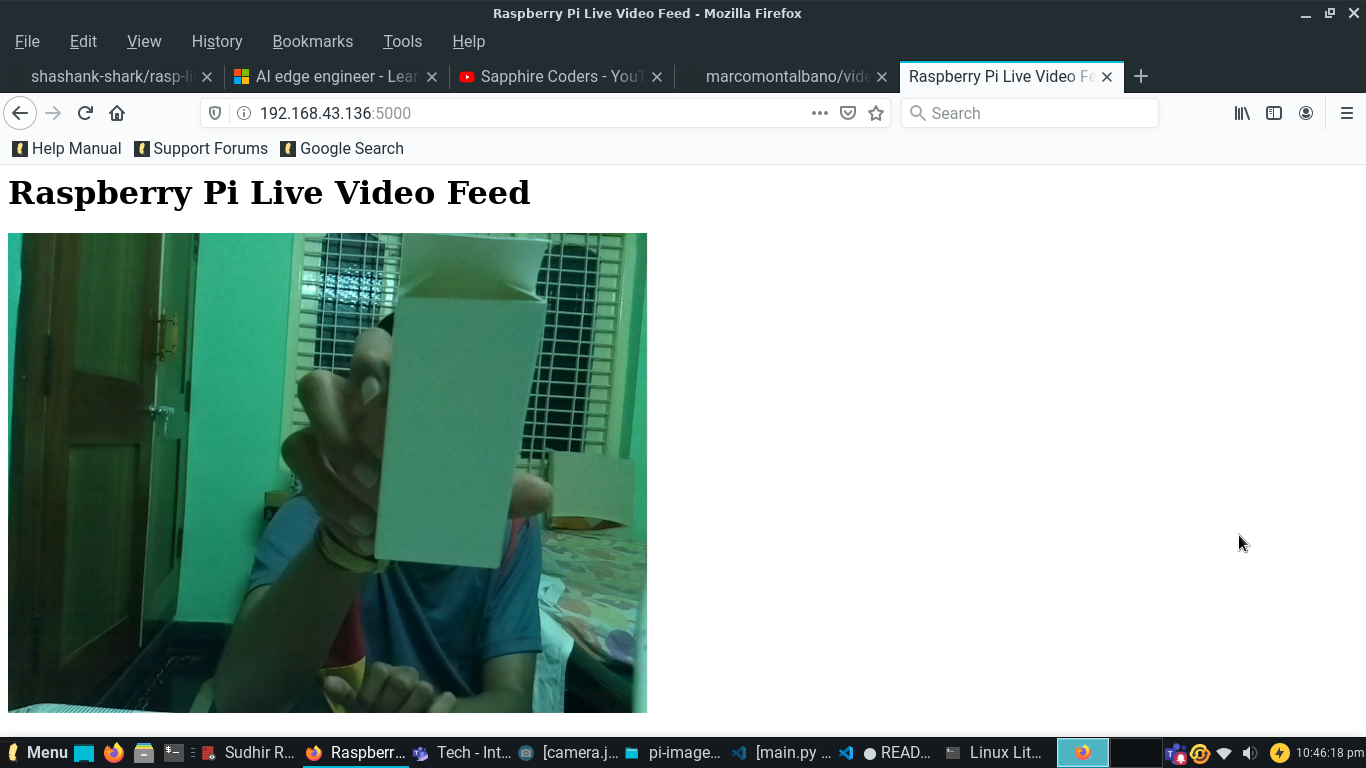 Raspberry Pi Live Video Feed - Mozilla Firefox
File Edit View History Bookmarks Tools Help
shashank-shark/rasp-li AI edge engineer - Lear Sapphire Coders - YouT marcomontalbano/vide Raspberry Pi Live Video Fe
192.168.43.136:5000 Search
Help Manual Support Forums Google Search
Raspberry Pi Live Video Feed
Menu Sudhir R... Raspberr... Tech - Int... [camera.j... pi-image... [main.py ... READ... Linux Lit... 10:46:18 pm